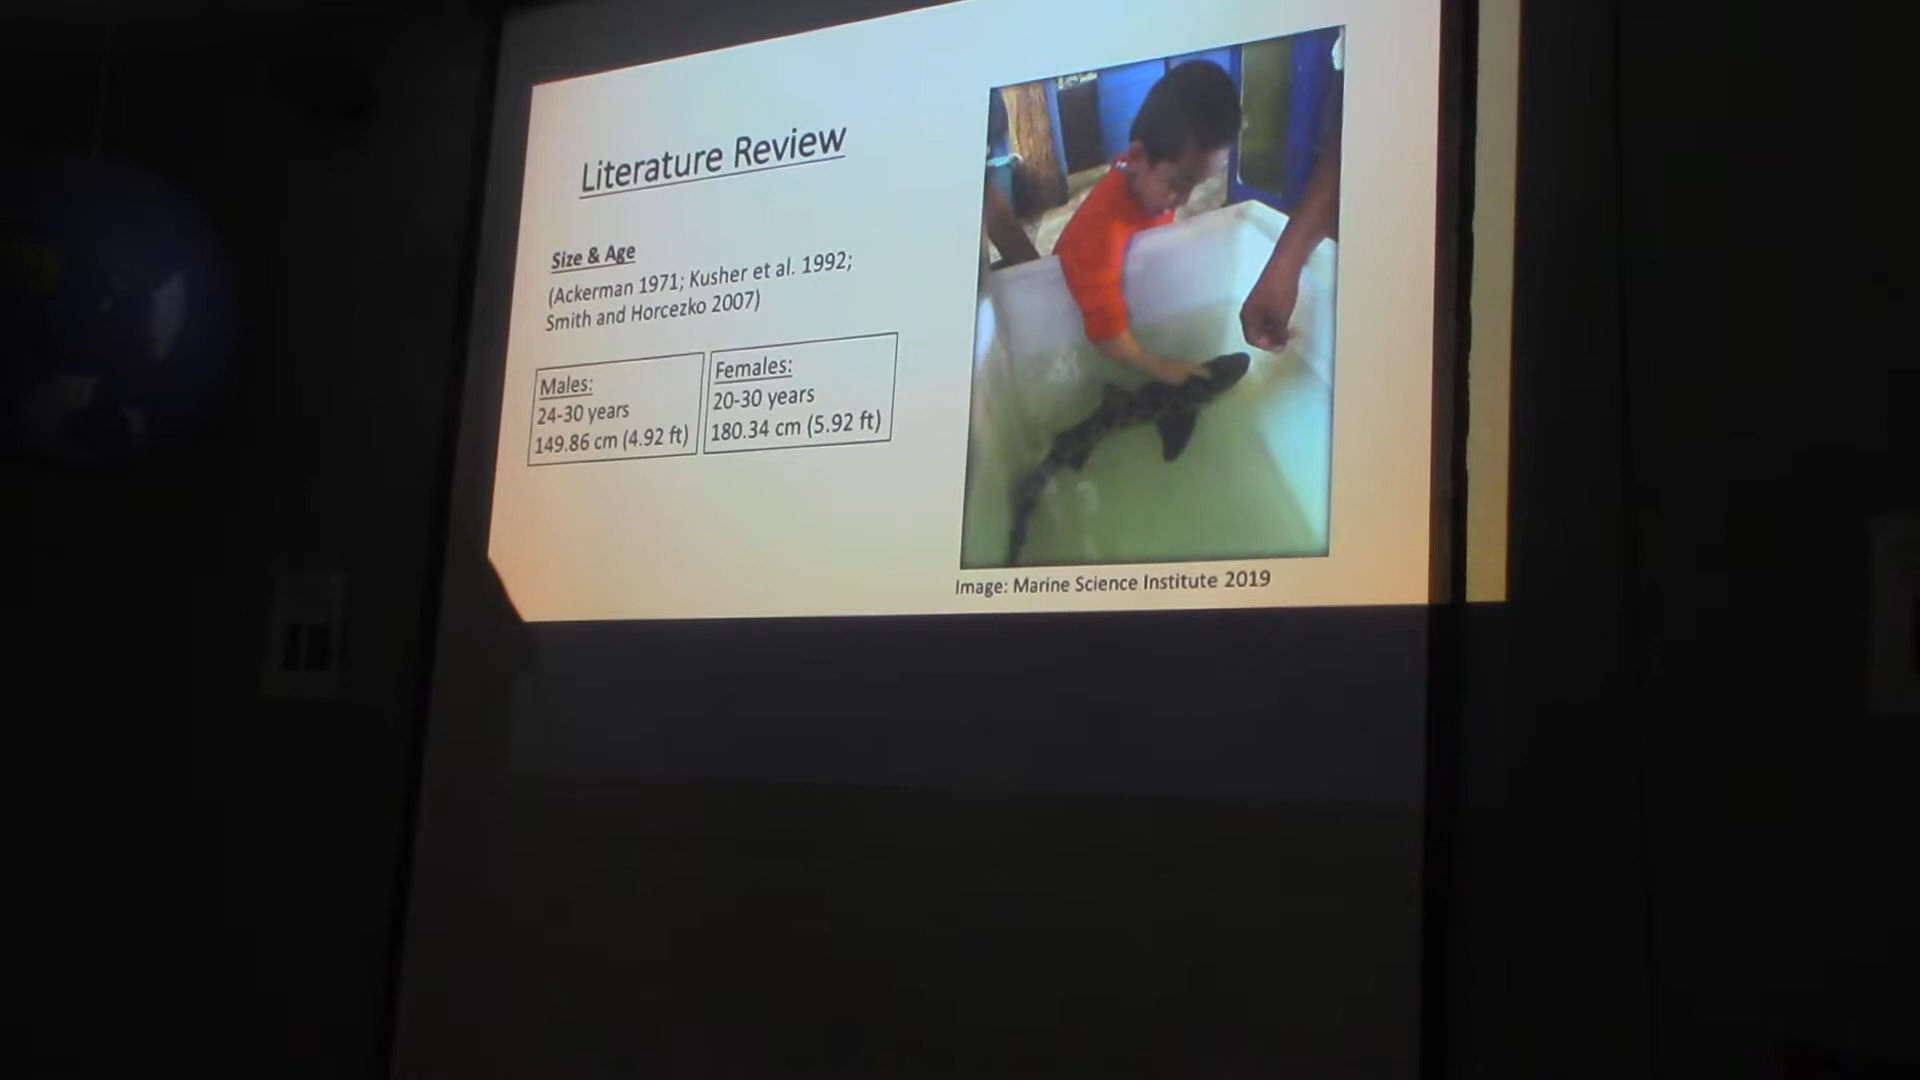 Literature Review
Size & Age
(Ackerman 1971; Kusher et al. 1992;
Smith and Horcezko 2007)
Males:
24-30 years
149.86 cm (4.92 ft)
Females:
20-30 years
180.34 cm (5.92 ft)
Image: Marine Science Institute 2019